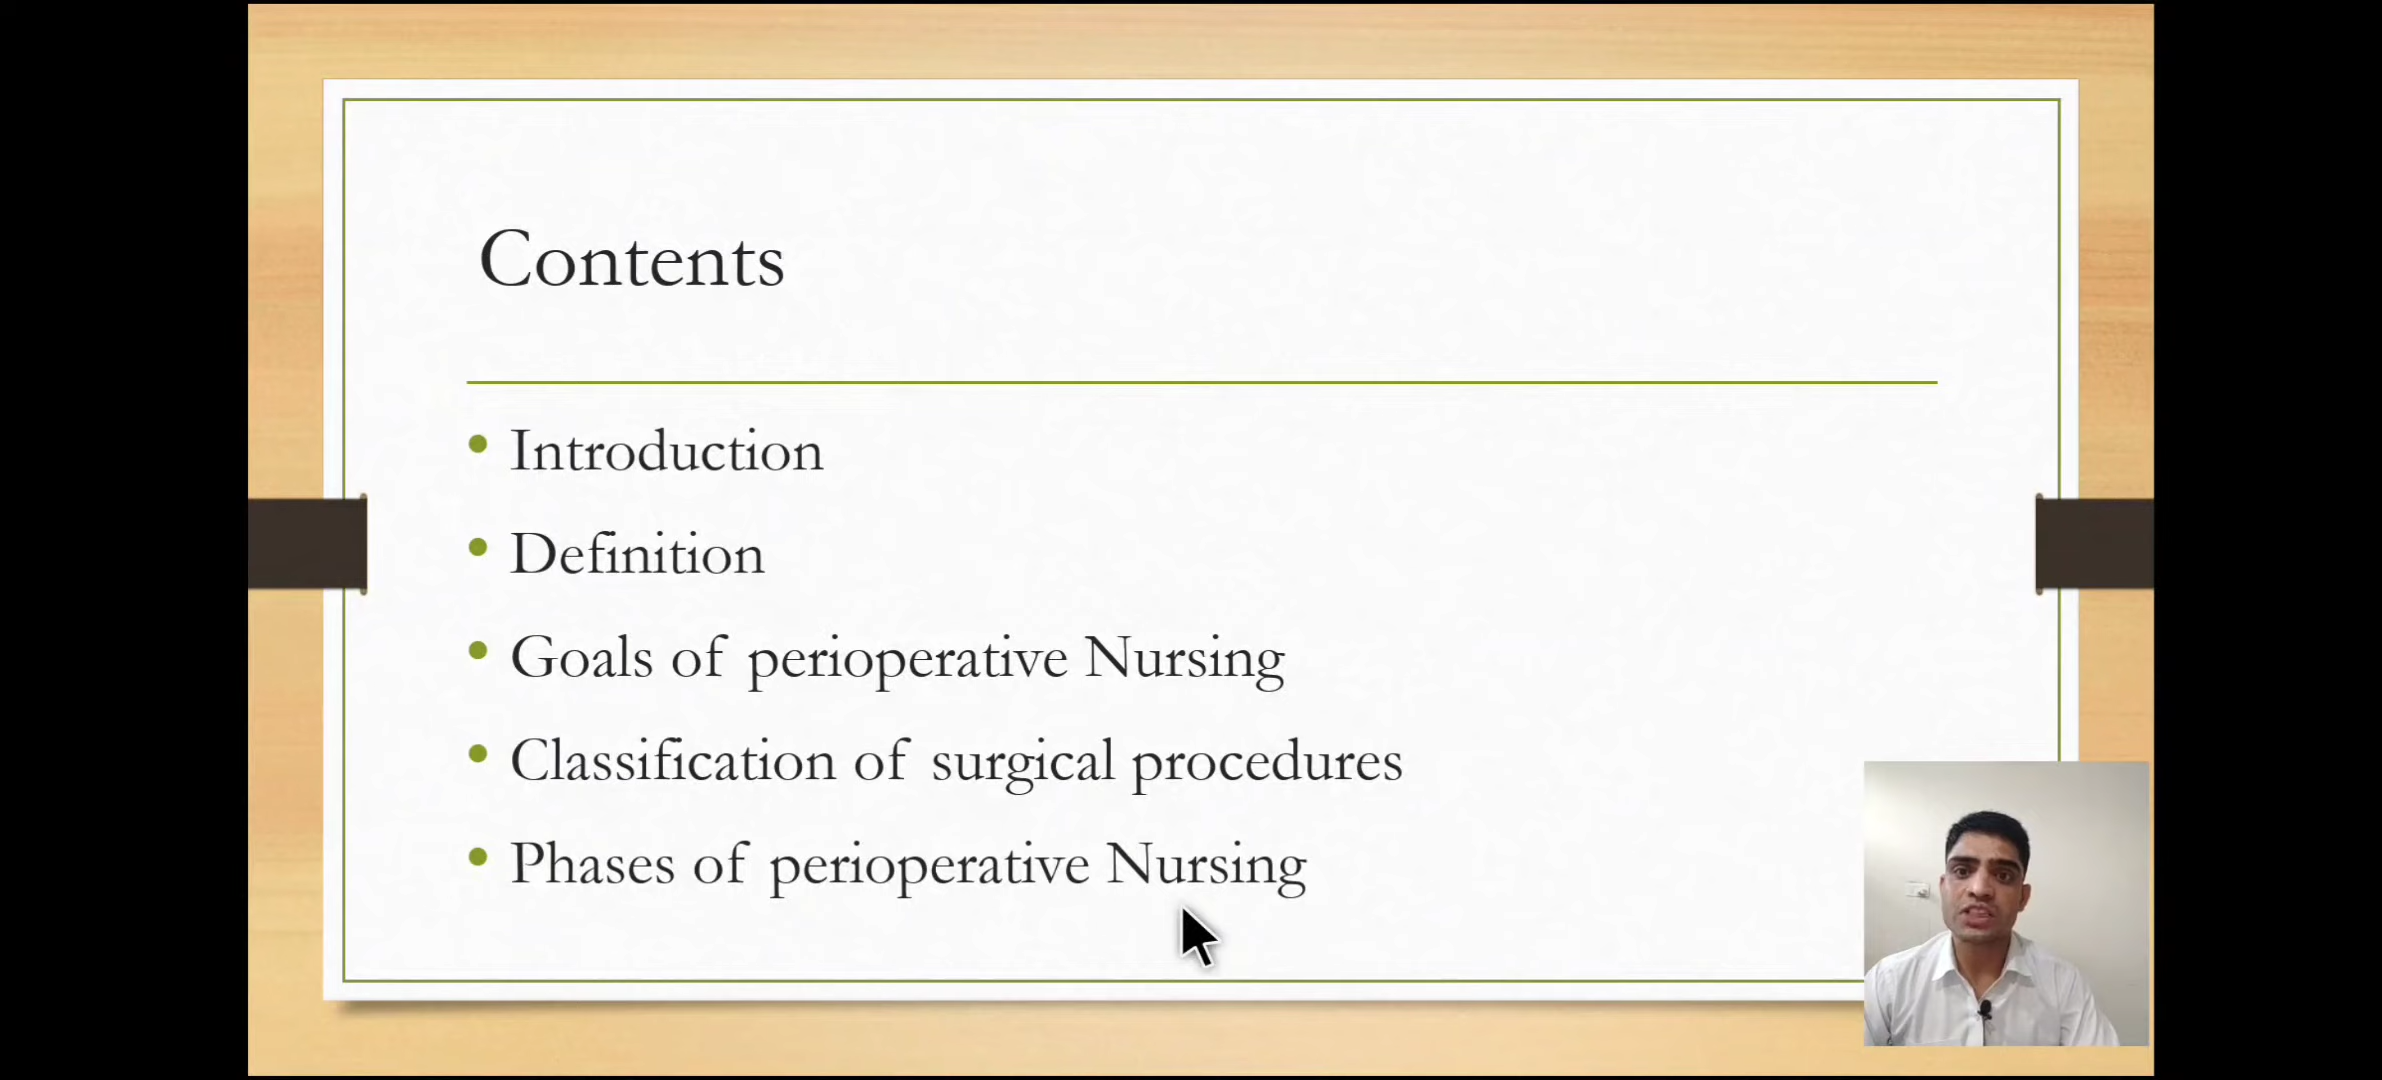 Contents
Introduction
Definition
Goals of perioperative Nursing
Classification of surgical procedures
Phases of perioperative Nursing